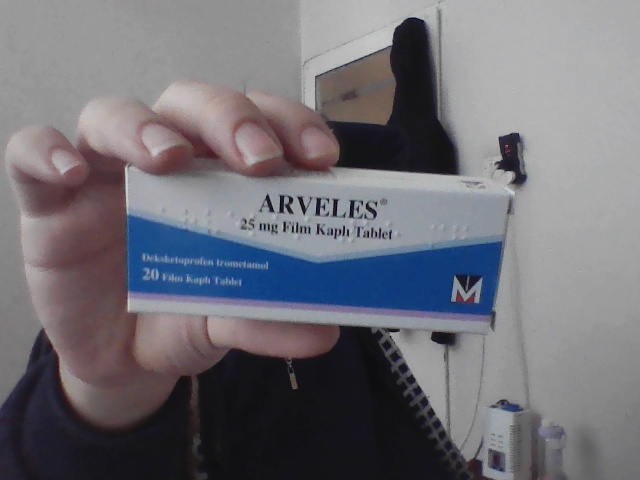 ARVELES®
25 mg Film Kaplı Tablet
Deksketoprofen trometamol
20 Film Kaplı Tablet
M